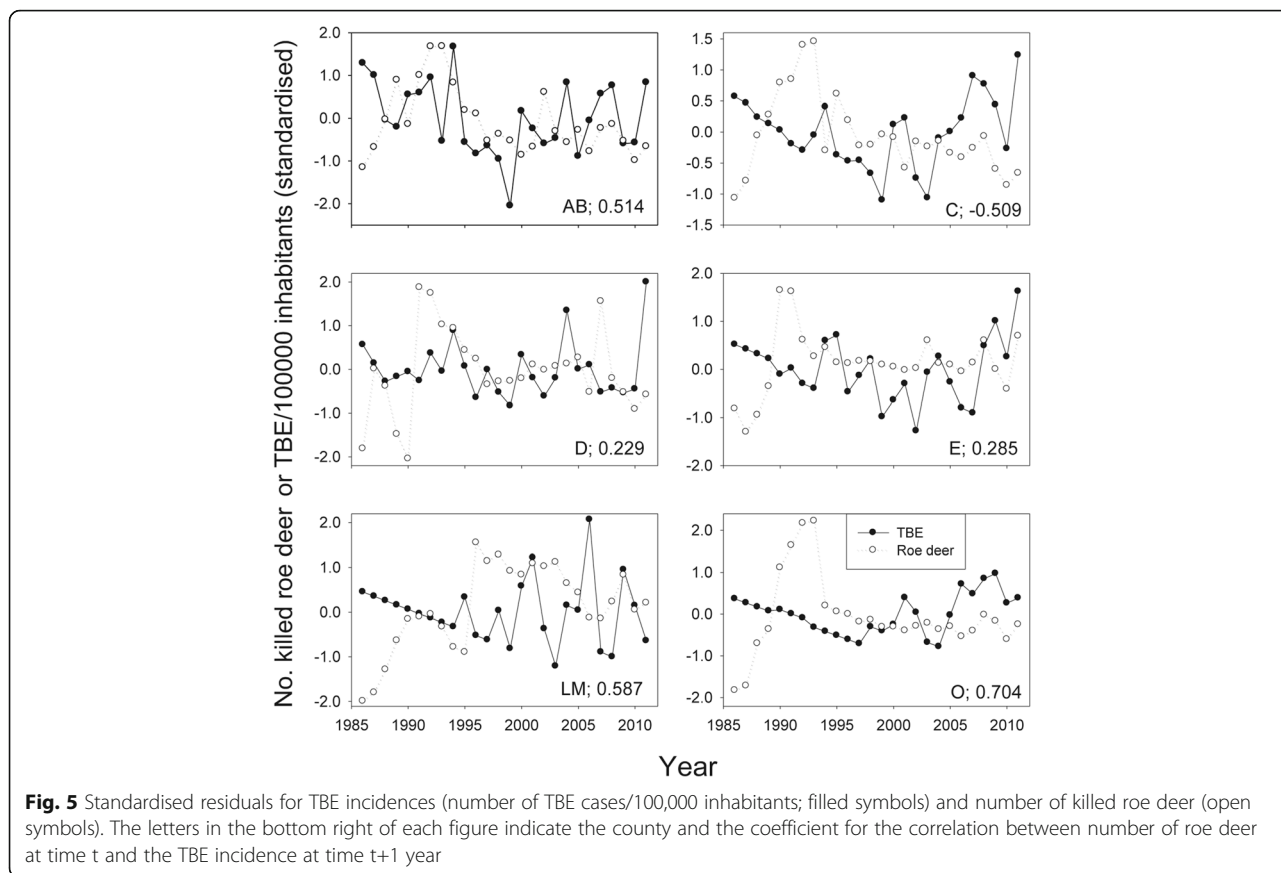 No. killed roe deer or TBE/100000 inhabitants (standardised)
2.0
1.0
0.0
-1.0
-2.0
AB; 0.514
1.5
1.0
0.5
0.0
-0.5
-1.0
-1.5
C; -0.509
2.0
1.0
0.0
-1.0
-2.0
D; 0.229
2.0
1.0
0.0
-1.0
-2.0
E; 0.285
2.0
1.0
0.0
-1.0
-2.0
LM; 0.587
1985 1990 1995 2000 2005 2010
2.0
1.0
0.0
-1.0
-2.0
TBE
Roe deer
O; 0.704
1985 1990 1995 2000 2005 2010
Year
Fig. 5 Standardised residuals for TBE incidences (number of TBE cases/100,000 inhabitants; filled symbols) and number of killed roe deer (open
symbols). The letters in the bottom right of each figure indicate the county and the coefficient for the correlation between number of roe deer
at time t and the TBE incidence at time t+1 year